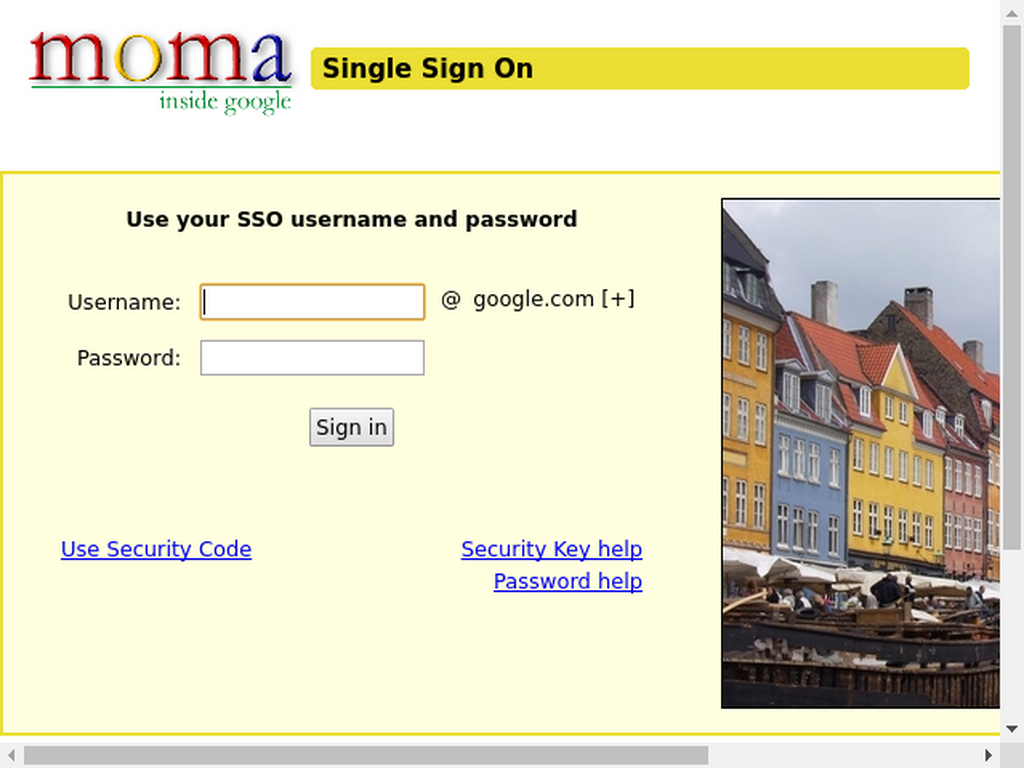 moma
inside google
Single Sign On
Use your SSO username and password
Username: @ google.com [+]
Password:
Sign in
Use Security Code
Security Key help
Password help